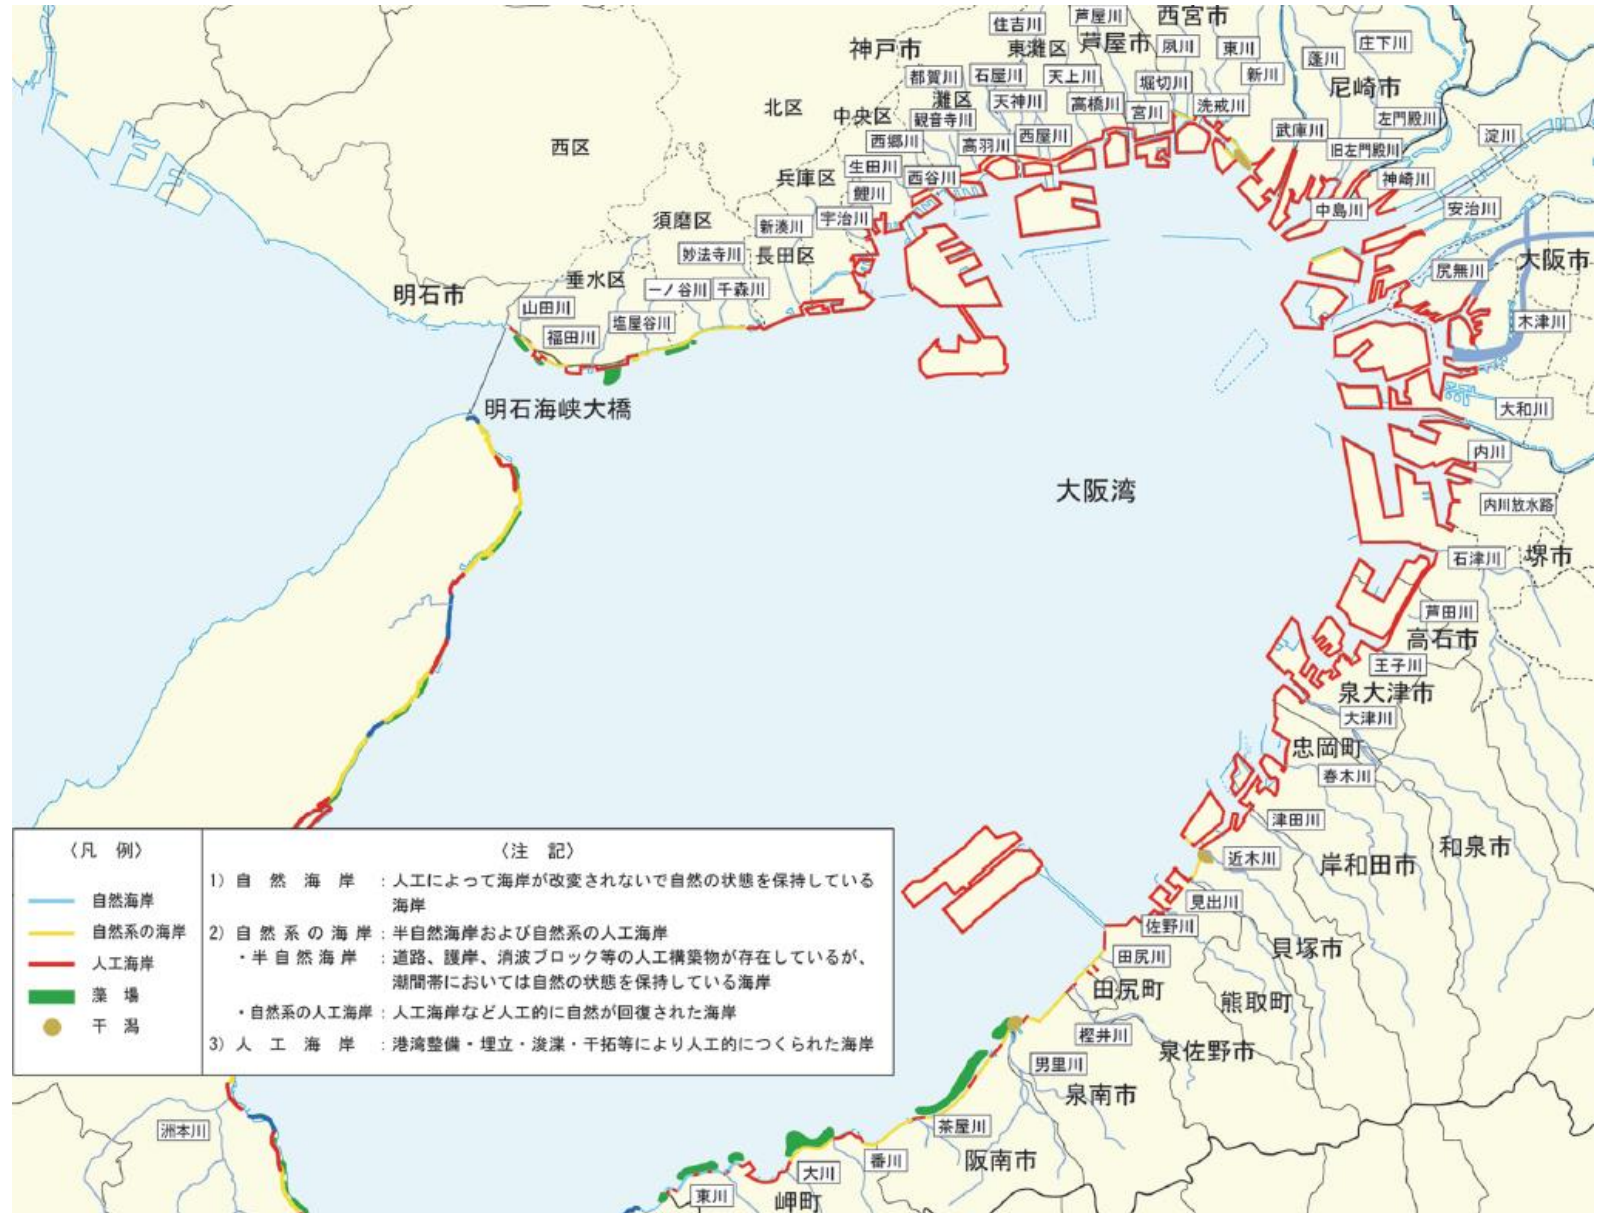 住吉川
芦屋川
西宮市
神戸市
東灘区
芦屋市
夙川
東川
庄下川
蓬川
都賀川
石屋川
天上川
堀切川
新川
尼崎市
北区
灘区
中央区
天神川
高橋川
宮川
洗戎川
左門殿川
観音寺川
武庫川
淀川
西区
西郷川
高羽川
西屋川
旧左門殿川
兵庫区
生田川
西谷川
神崎川
鯉川
須磨区
新湊川
宇治川
中島川
安治川
妙法寺川
長田区
大阪市
尻無川
垂水区
明石市
一ノ谷川
千森川
山田川
塩屋谷川
福田川
木津川
明石海峡大橋
大和川
内川
大阪湾
内川放水路
石津川
堺市
芦田川
高石市
王子川
泉大津市
大津川
忠岡町
春木川
津田川
和泉市
近木川
岸和田市
見出川
佐野川
貝塚市
田尻川
田尻町
熊取町
樫井川
泉佐野市
男里川
泉南市
茶屋川
阪南市
番川
大川
東川
岬町
洲本川
〈凡 例〉
自然海岸
自然系の海岸
人工海岸
藻 場
干 潟
〈注 記〉
1) 自 然 海 岸 : 人工によって海岸が改変されないで自然の状態を保持している
海岸
2) 自 然 系 の 海 岸 : 半自然海岸および自然系の人工海岸
・半 自 然 海 岸 : 道路、護岸、消波ブロック等の人工構築物が存在しているが、
潮間帯においては自然の状態を保持している海岸
・自然系の人工海岸 : 人工海岸など人工的に自然が回復された海岸
3) 人 工 海 岸 : 港湾整備・埋立・浚渫・干拓等により人工的につくられた海岸